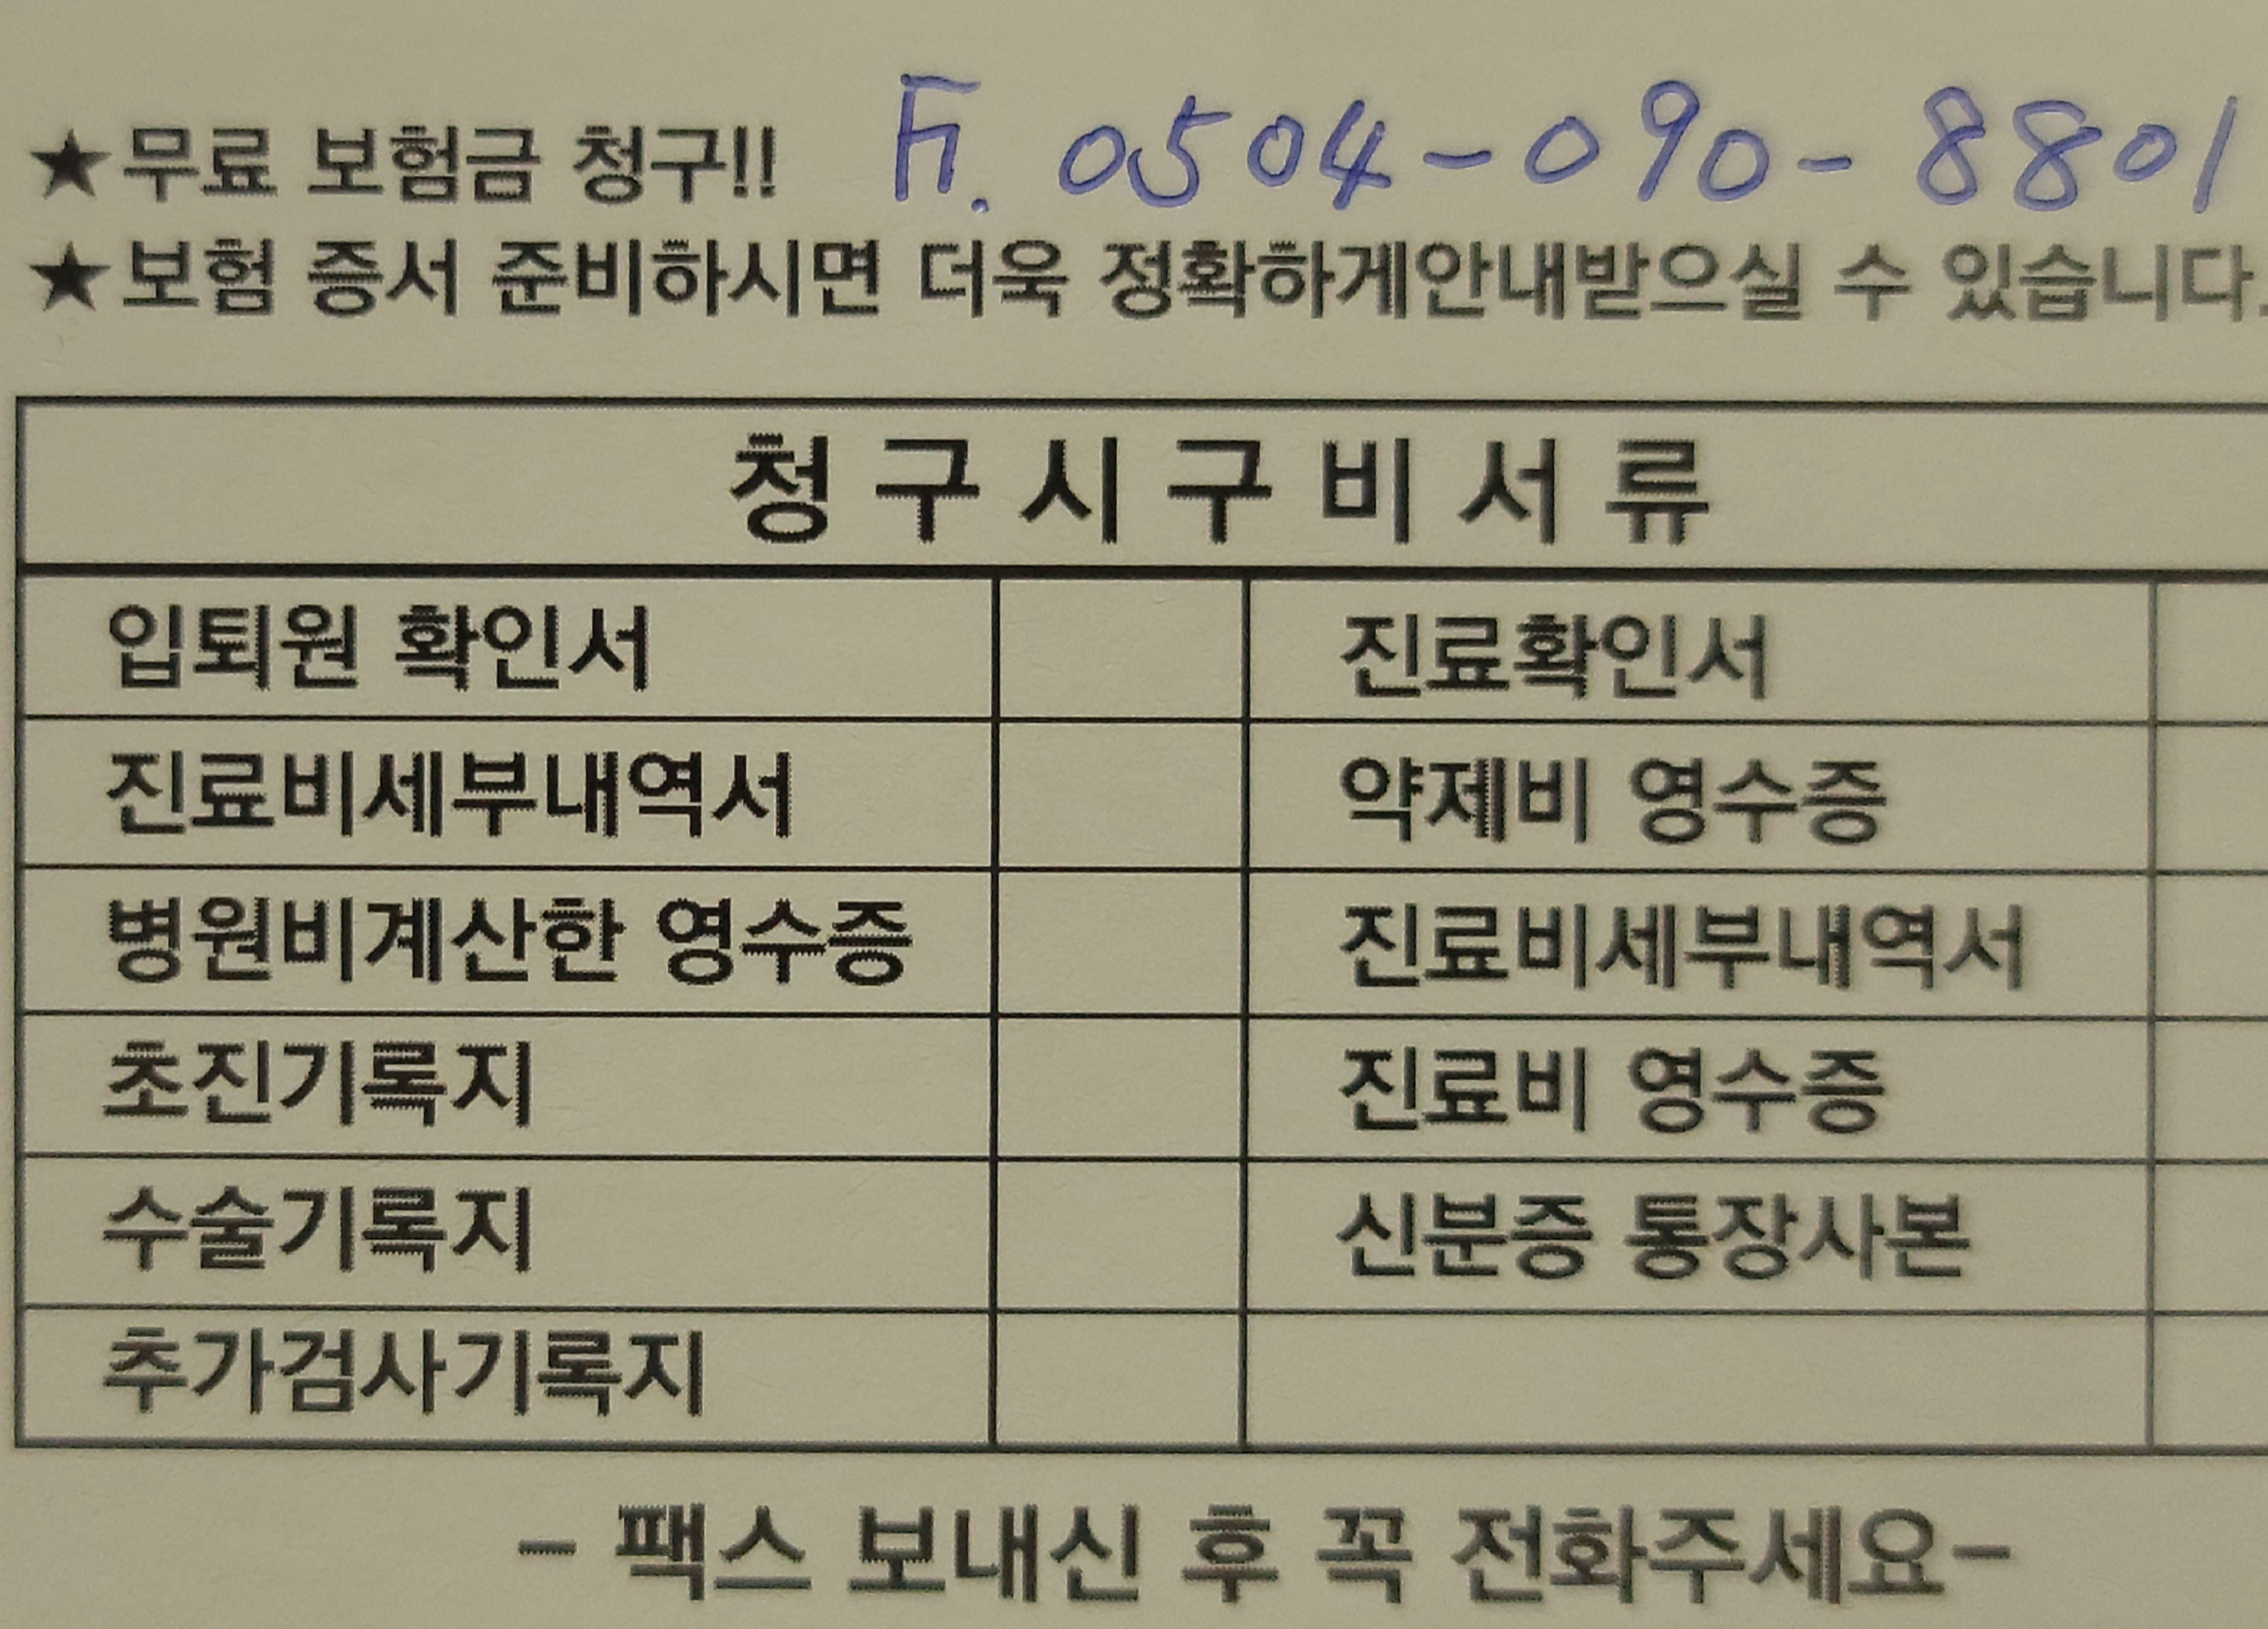 ★무료 보험금 청구!! F. 0504-090-8801
★보험 증서 준비하시면 더욱 정확하게안내받으실 수 있습니다.
청구시구비서류
입퇴원 확인서 진료확인서
진료비세부내역서 약제비 영수증
병원비계산한 영수증 진료비세부내역서
초진기록지 진료비 영수증
수술기록지 신분증 통장사본
추가검사기록지
- 팩스 보내신 후 꼭 전화주세요-